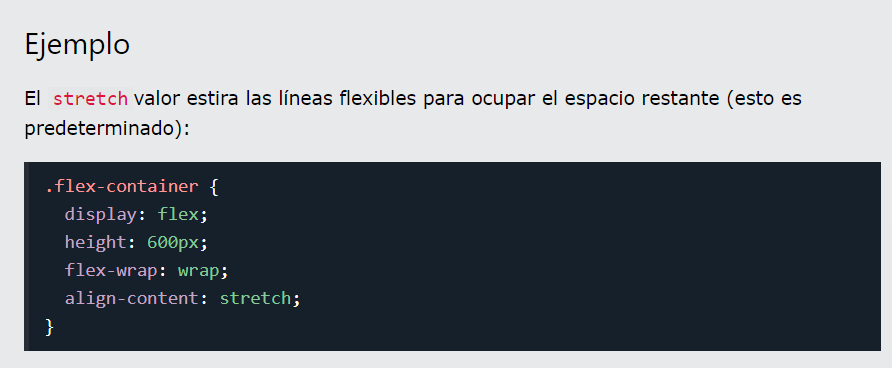 Ejemplo
El stretch valor estira las líneas flexibles para ocupar el espacio restante (esto es
predeterminado):
.flex-container {
  display: flex;
  height: 600px;
  flex-wrap: wrap;
  align-content: stretch;
}